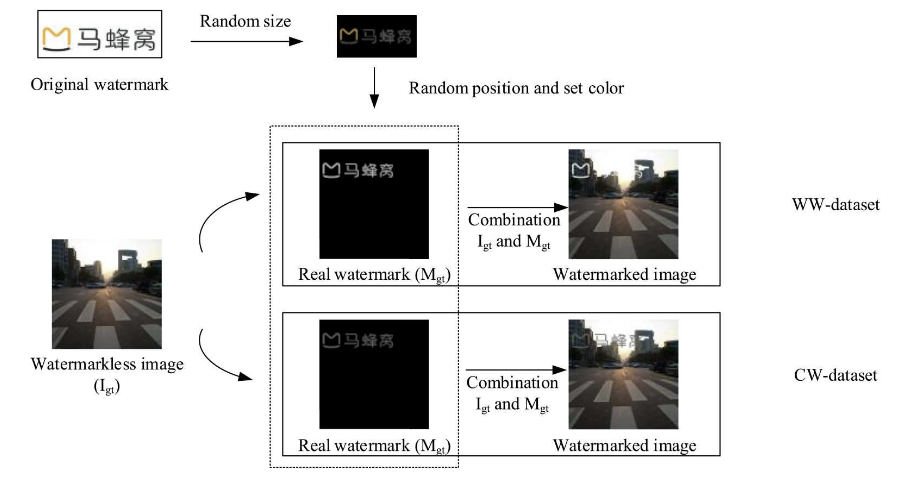 马蜂窝
Original watermark
Random size
马蜂窝
Random position and set color
马蜂窝
Real watermark (Mgt)
Combination
Igt and Mgt
马蜂窝
Watermarked image
WW-dataset
Watermarkless image
(Igt)
马蜂窝
Real watermark (Mgt)
Combination
Igt and Mgt
马蜂窝
Watermarked image
CW-dataset